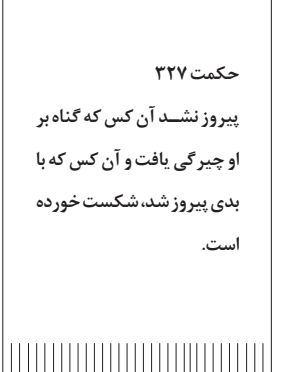 حکمت ۳۲۷
پیروز نشــد آن کس که گناه بر
او چیرگی یافت و آن کس که با
بدی پیروز شد، شکست خورده
است.